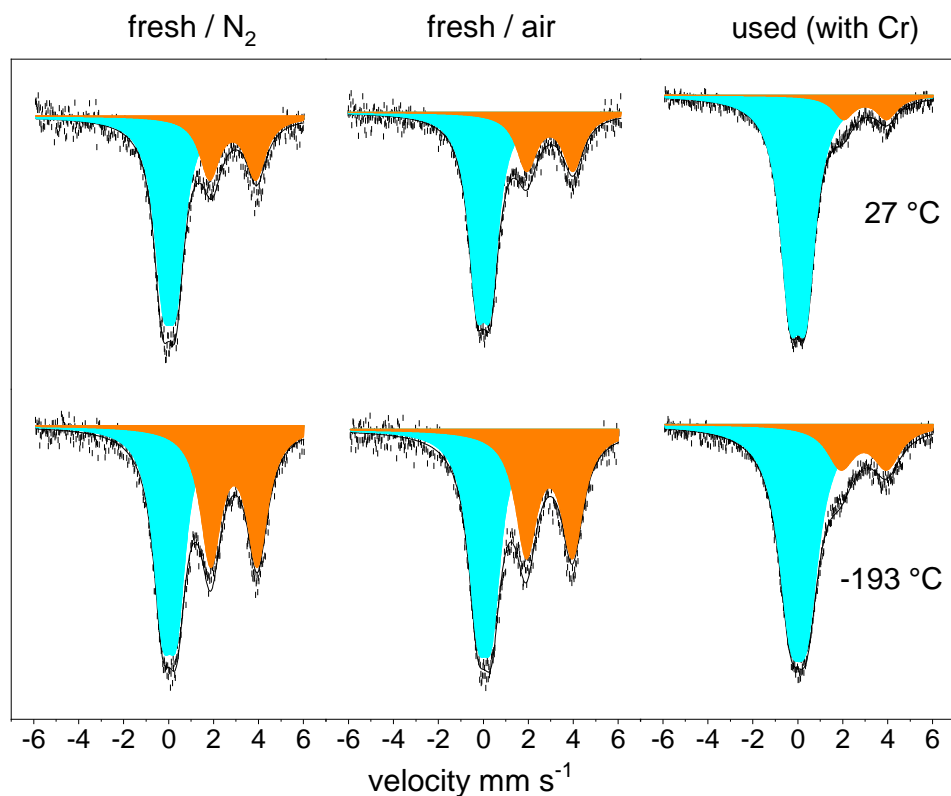 fresh / N₂ fresh / air used (with Cr)
27 °C
-193 °C
-6 -4 -2 0 2 4 6 -6 -4 -2 0 2 4 6 -6 -4 -2 0 2 4 6
velocity mm s⁻¹